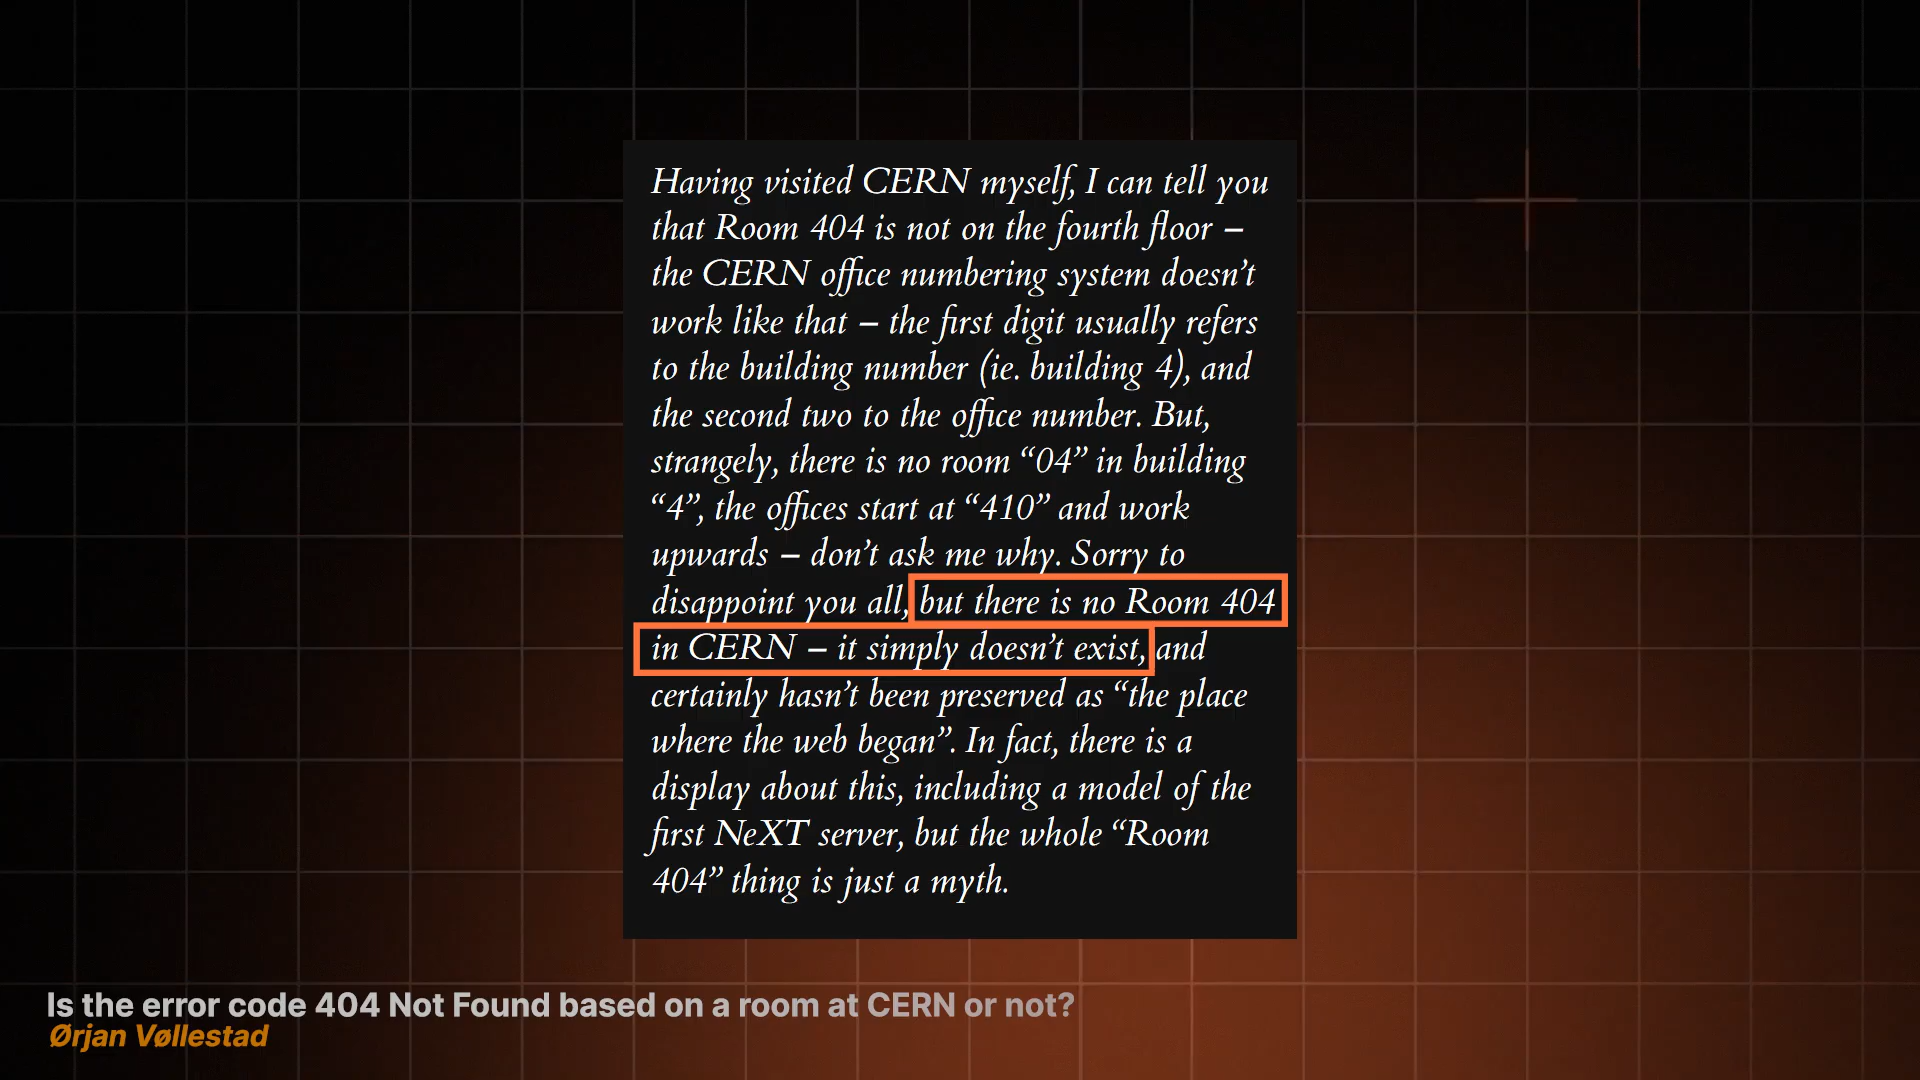 Having visited CERN myself, I can tell you
that Room 404 is not on the fourth floor –
the CERN office numbering system doesn’t
work like that – the first digit usually refers
to the building number (ie. building 4), and
the second two to the office number. But,
strangely, there is no room “04” in building
“4”, the offices start at “410” and work
upwards – don’t ask me why. Sorry to
disappoint you all, but there is no Room 404
in CERN – it simply doesn’t exist, and
certainly hasn’t been preserved as “the place
where the web began”. In fact, there is a
display about this, including a model of the
first NeXT server, but the whole “Room
404” thing is just a myth.
Is the error code 404 Not Found based on a room at CERN or not?
Ørjan Vøllestad